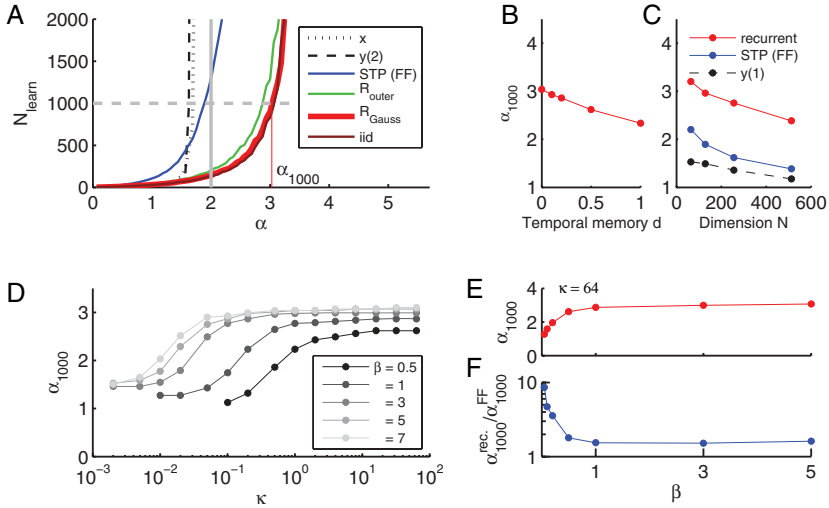 A
2000
1500
1000
500
0
N_learn
0 1 2 3 4 5
α
x
y(2)
STP (FF)
R_outer
R_Gauss
iid
α_1000
B
4
3
2
1
α_1000
0 0.5 1
Temporal memory d
C
4
3
2
1
recurrent
STP (FF)
y(1)
0 200 400 600
Dimension N
D
3
2
1
0
α_1000
10^−3 10^−2 10^−1 10^0 10^1 10^2
κ
β = 0.5
= 1
= 3
= 5
= 7
E
κ = 64
4
2
0
α_1000
F
10
1
α_1000^rec./α_1000^FF
1 3 5
β